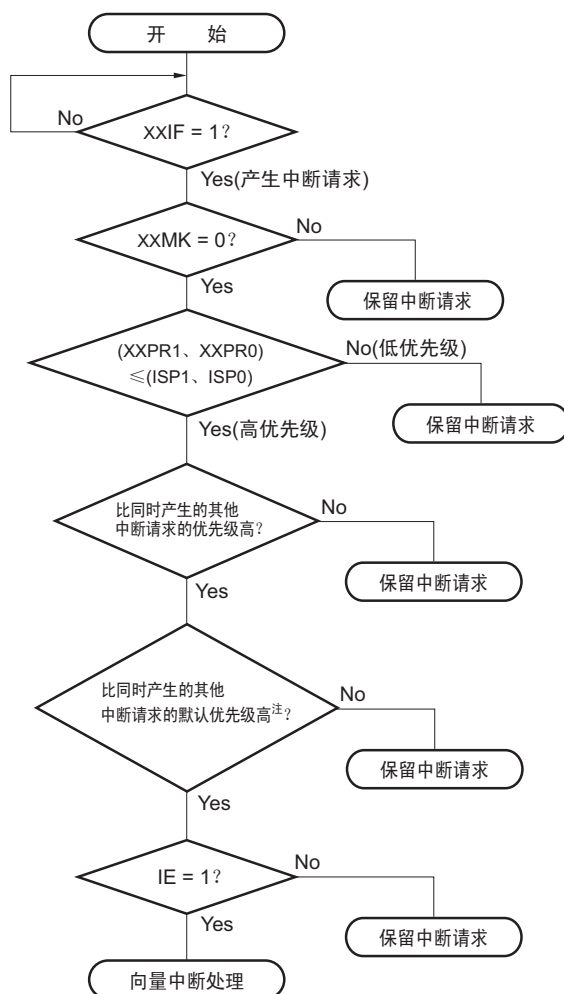 开 始
No
XXIF = 1？
Yes(产生中断请求)
XXMK = 0？
No
Yes
保留中断请求
(XXPR1、XXPR0)
≤(ISP1、ISP0)
No(低优先级)
Yes(高优先级)
保留中断请求
比同时产生的其他
中断请求的优先级高？
No
Yes
保留中断请求
比同时产生的其他
中断请求的默认优先级高注？
No
Yes
保留中断请求
IE = 1？
No
Yes
保留中断请求
向量中断处理